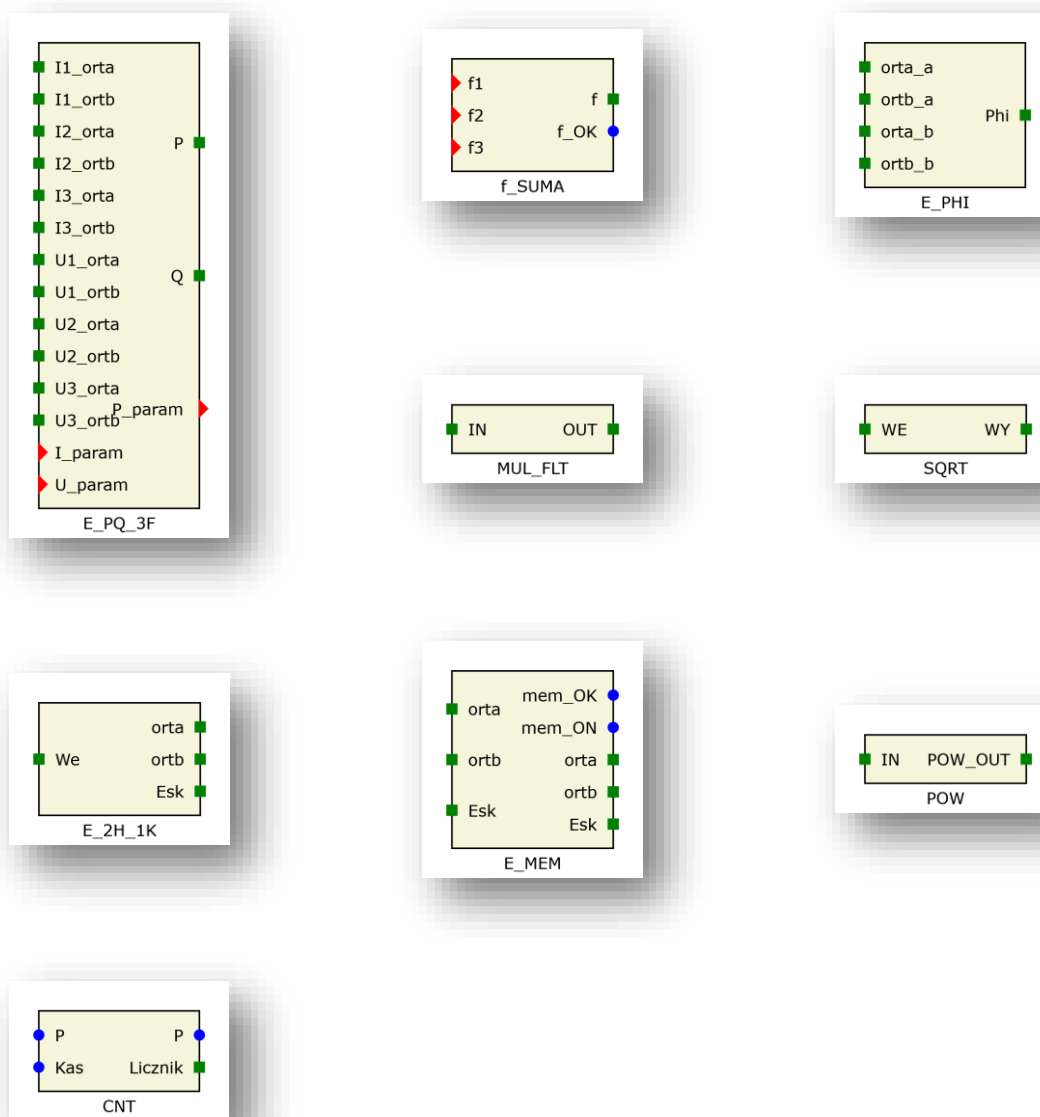 I1_orta
I1_ortb
I2_orta
I2_ortb
I3_orta
I3_ortb
U1_orta
U1_ortb
U2_orta
U2_ortb
U3_orta
U3_ortb
I_param
U_param
P
Q
P_param
E_PQ_3F
f1
f2
f3
f
f_OK
f_SUMA
orta_a
ortb_a
orta_b
ortb_b
Phi
E_PHI
IN OUT
MUL_FLT
WE WY
SQRT
We
orta
ortb
Esk
E_2H_1K
orta
ortb
Esk
mem_OK
mem_ON
orta
ortb
Esk
E_MEM
IN POW_OUT
POW
P P
Kas Licznik
CNT